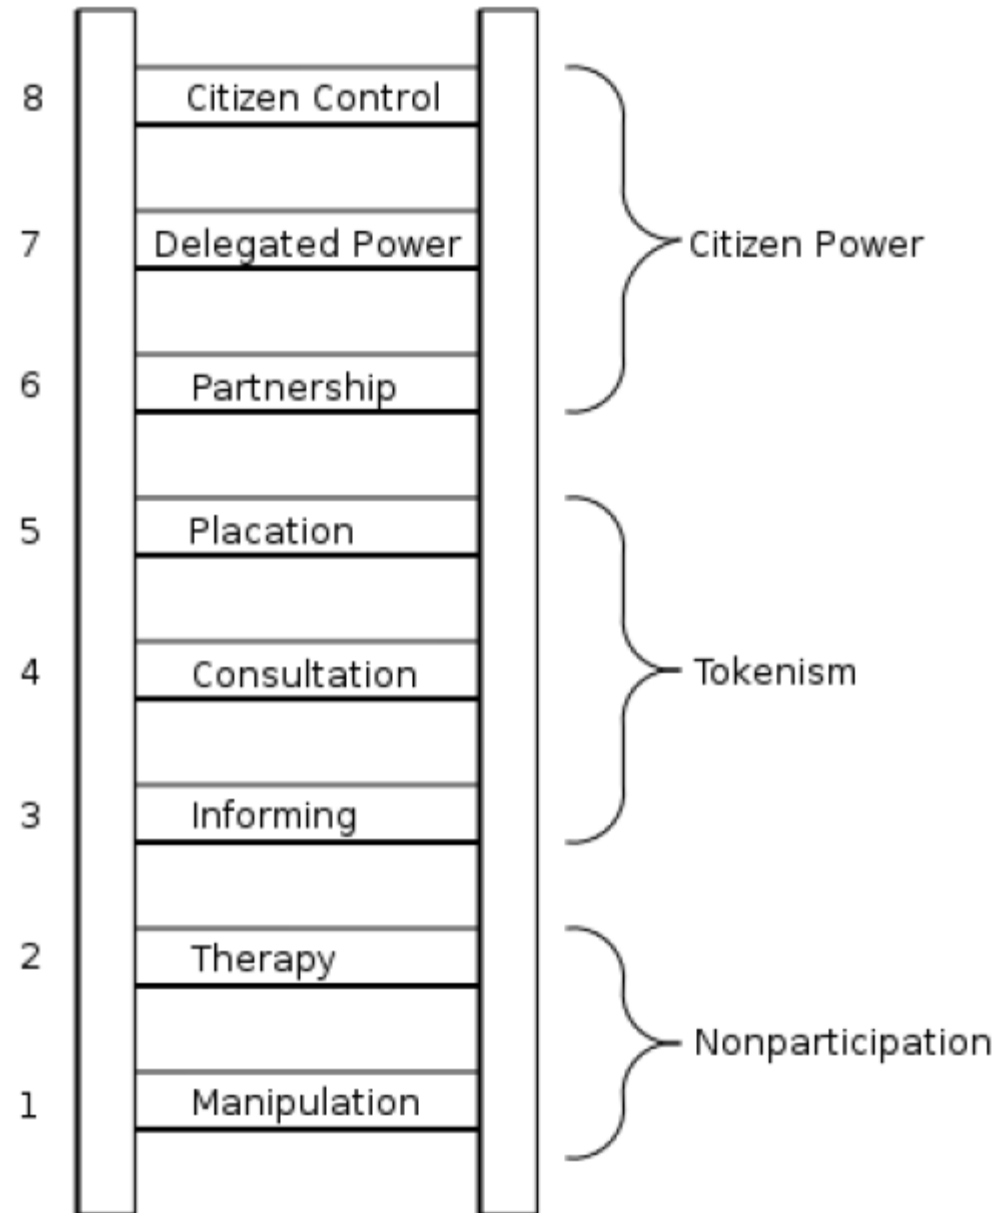 8 Citizen Control
7 Delegated Power
Citizen Power
6 Partnership
5 Placation
4 Consultation
Tokenism
3 Informing
2 Therapy
Nonparticipation
1 Manipulation